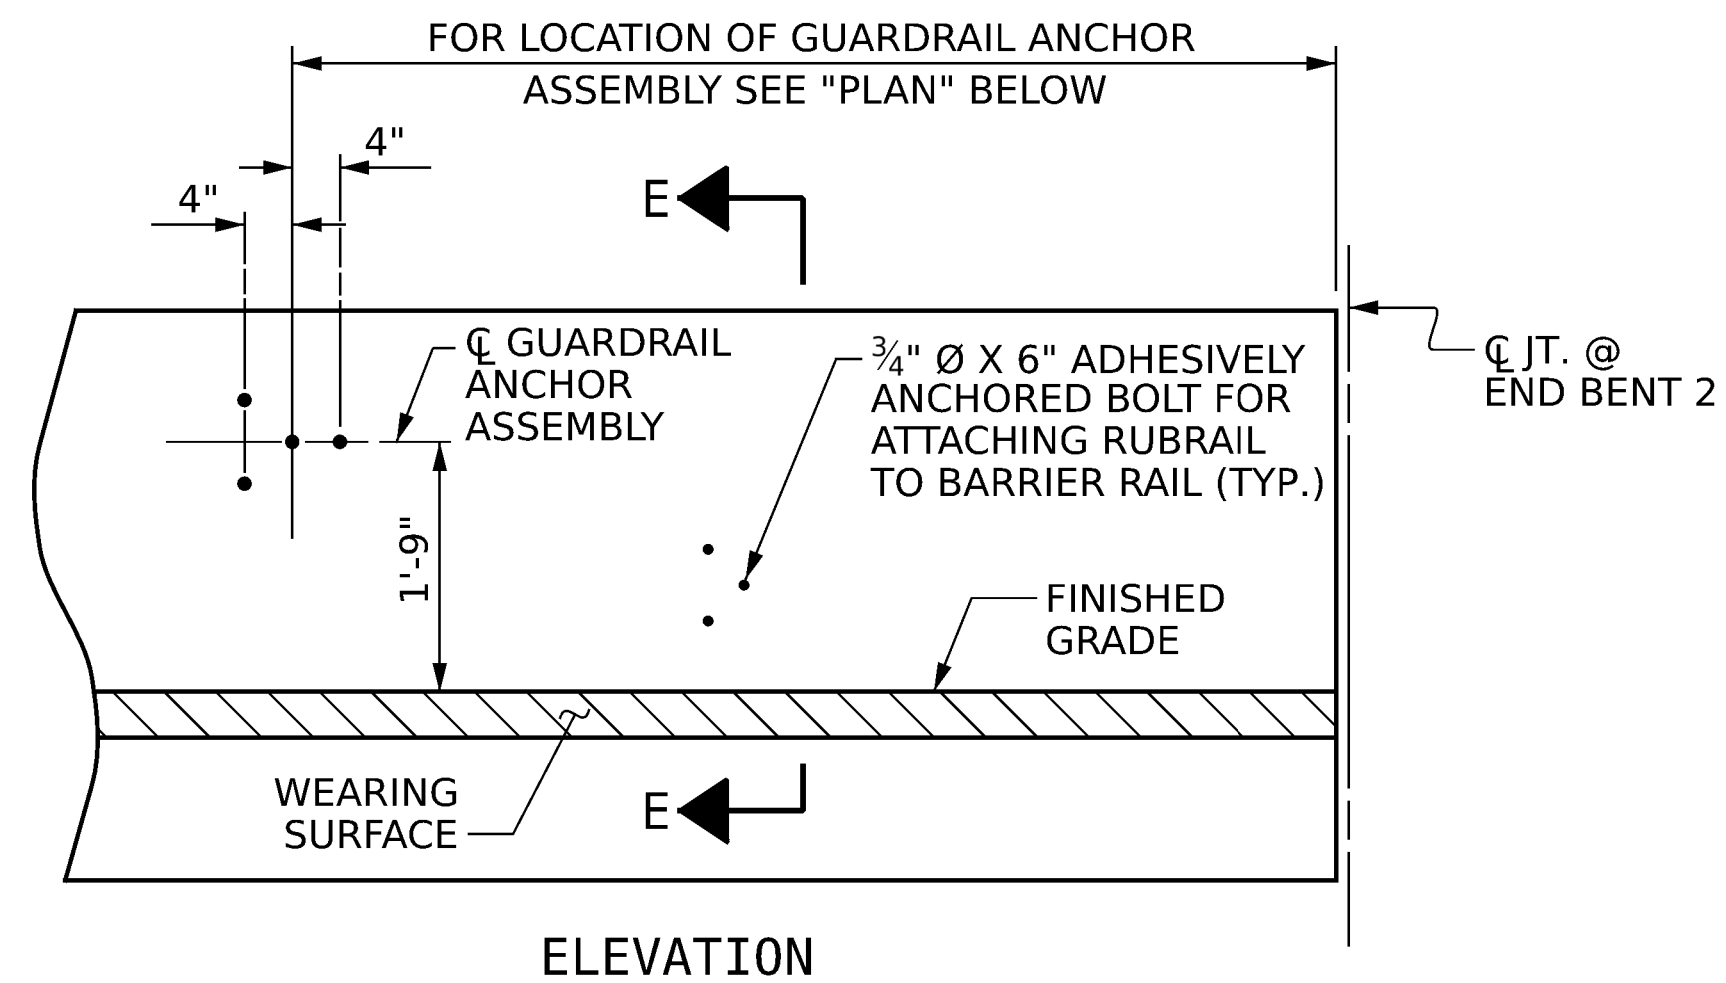 FOR LOCATION OF GUARDRAIL ANCHOR
ASSEMBLY SEE "PLAN" BELOW
4"
4"
E
℄ GUARDRAIL
ANCHOR
ASSEMBLY
¾" Ø X 6" ADHESIVELY
ANCHORED BOLT FOR
ATTACHING RUBRAIL
TO BARRIER RAIL (TYP.)
℄ JT. @
END BENT 2
1'-9"
FINISHED
GRADE
WEARING
SURFACE
E
ELEVATION